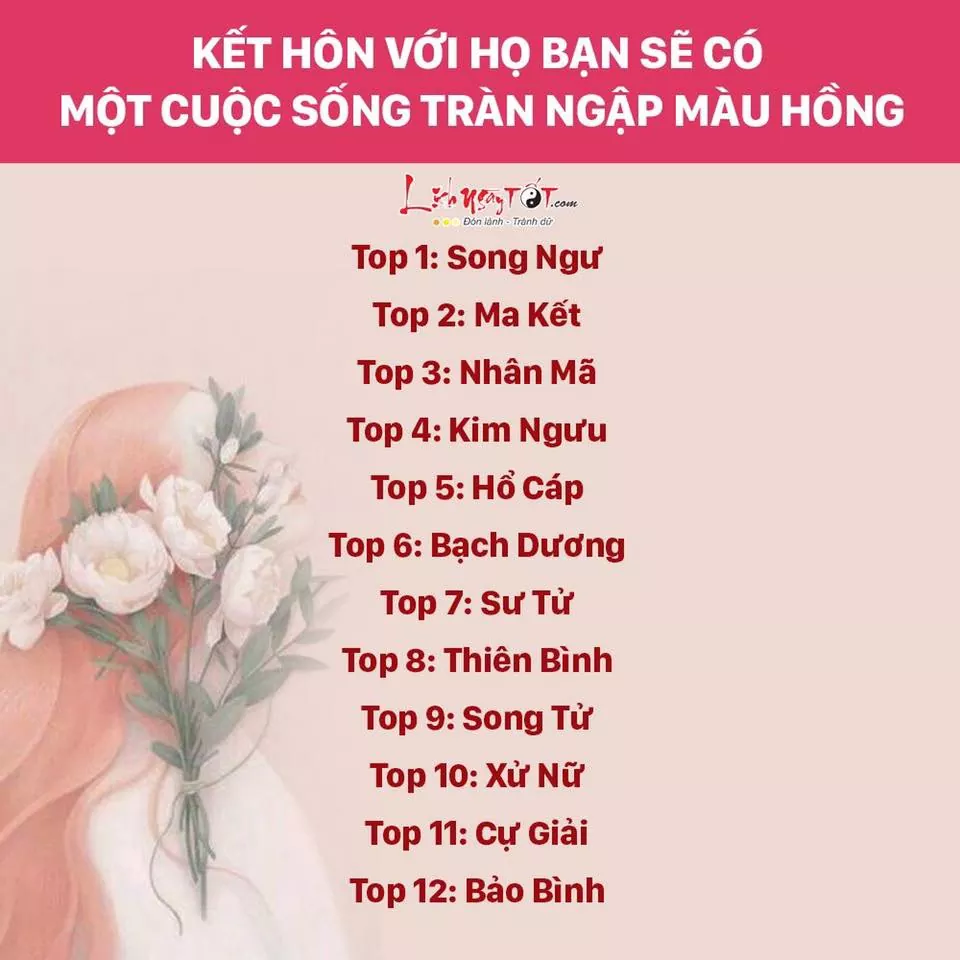 KẾT HÔN VỚI HỌ BẠN SẼ CÓ
MỘT CUỘC SỐNG TRÀN NGẬP MÀU HỒNG
Lịch Ngày TỐT.com
Đón lành - Tránh dữ
Top 1: Song Ngư
Top 2: Ma Kết
Top 3: Nhân Mã
Top 4: Kim Ngưu
Top 5: Hổ Cáp
Top 6: Bạch Dương
Top 7: Sư Tử
Top 8: Thiên Bình
Top 9: Song Tử
Top 10: Xử Nữ
Top 11: Cự Giải
Top 12: Bảo Bình